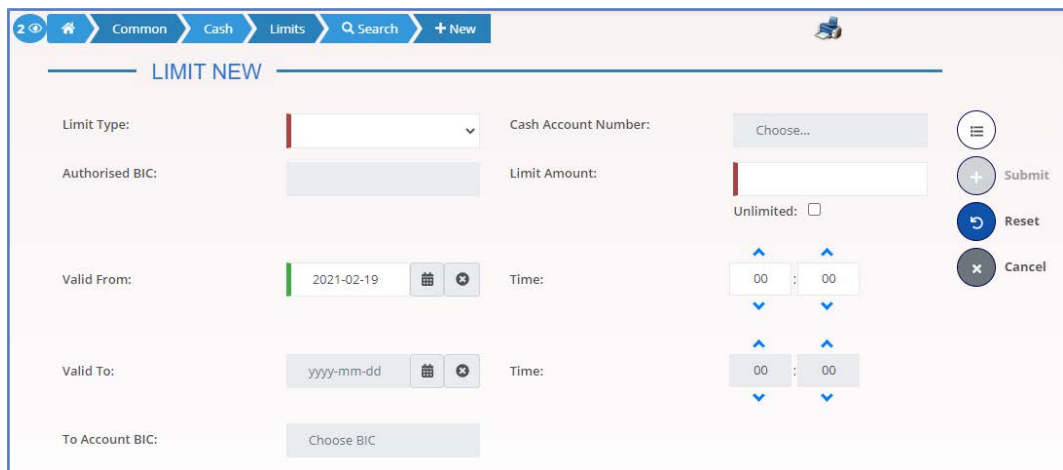 2 Common Cash Limits Search + New
LIMIT NEW
Limit Type: Cash Account Number: Choose...
Authorised BIC: Limit Amount: Submit
Unlimited: Reset
Valid From: 2021-02-19 Time: 00 : 00 Cancel
Valid To: yyyy-mm-dd Time: 00 : 00
To Account BIC: Choose BIC